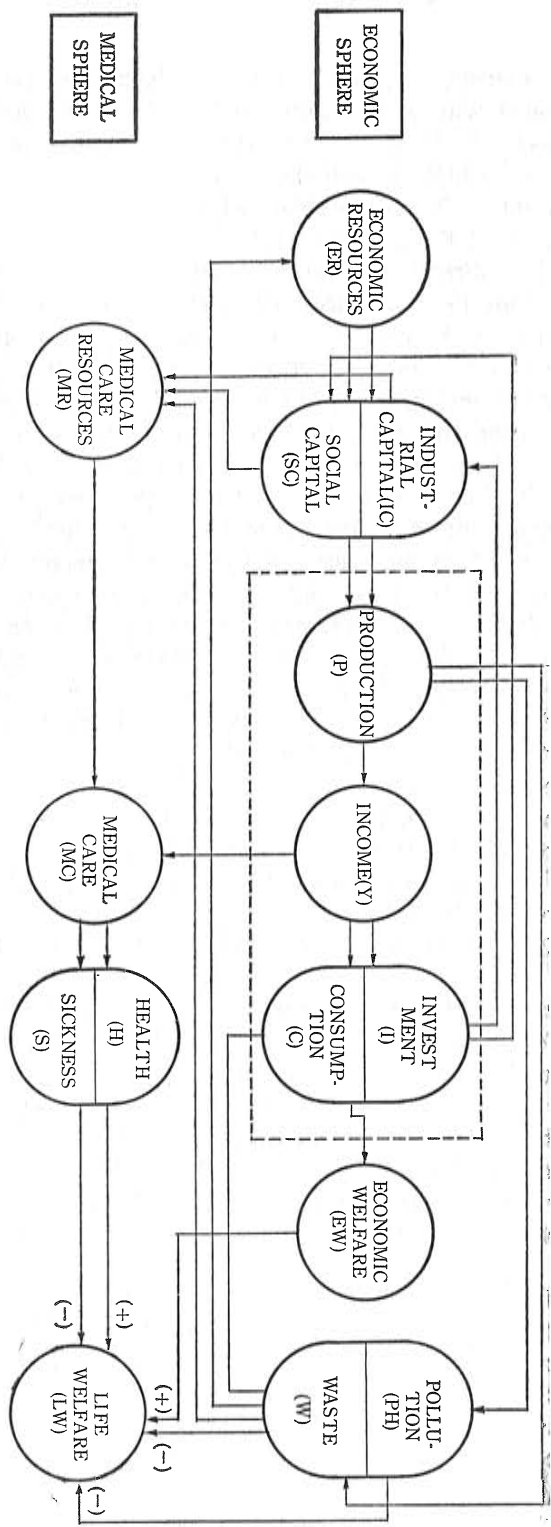 ECONOMIC
SPHERE
MEDICAL
SPHERE
ECONOMIC
RESOURCES
(ER)
INDUST-
RIAL
CAPITAL(IC)
SOCIAL
CAPITAL
(SC)
PRODUCTION
(P)
INCOME(Y)
INVEST
MENT
(I)
CONSUMP-
TION
(C)
ECONOMIC
WELFARE
(EW)
POLLU-
TION
(PH)
WASTE
(W)
MEDICAL
CARE
RESOURCES
(MR)
MEDICAL
CARE
(MC)
HEALTH
(H)
SICKNESS
(S)
(+)
(−)
(+)
(−)
(−)
LIFE
WELFARE
(LW)